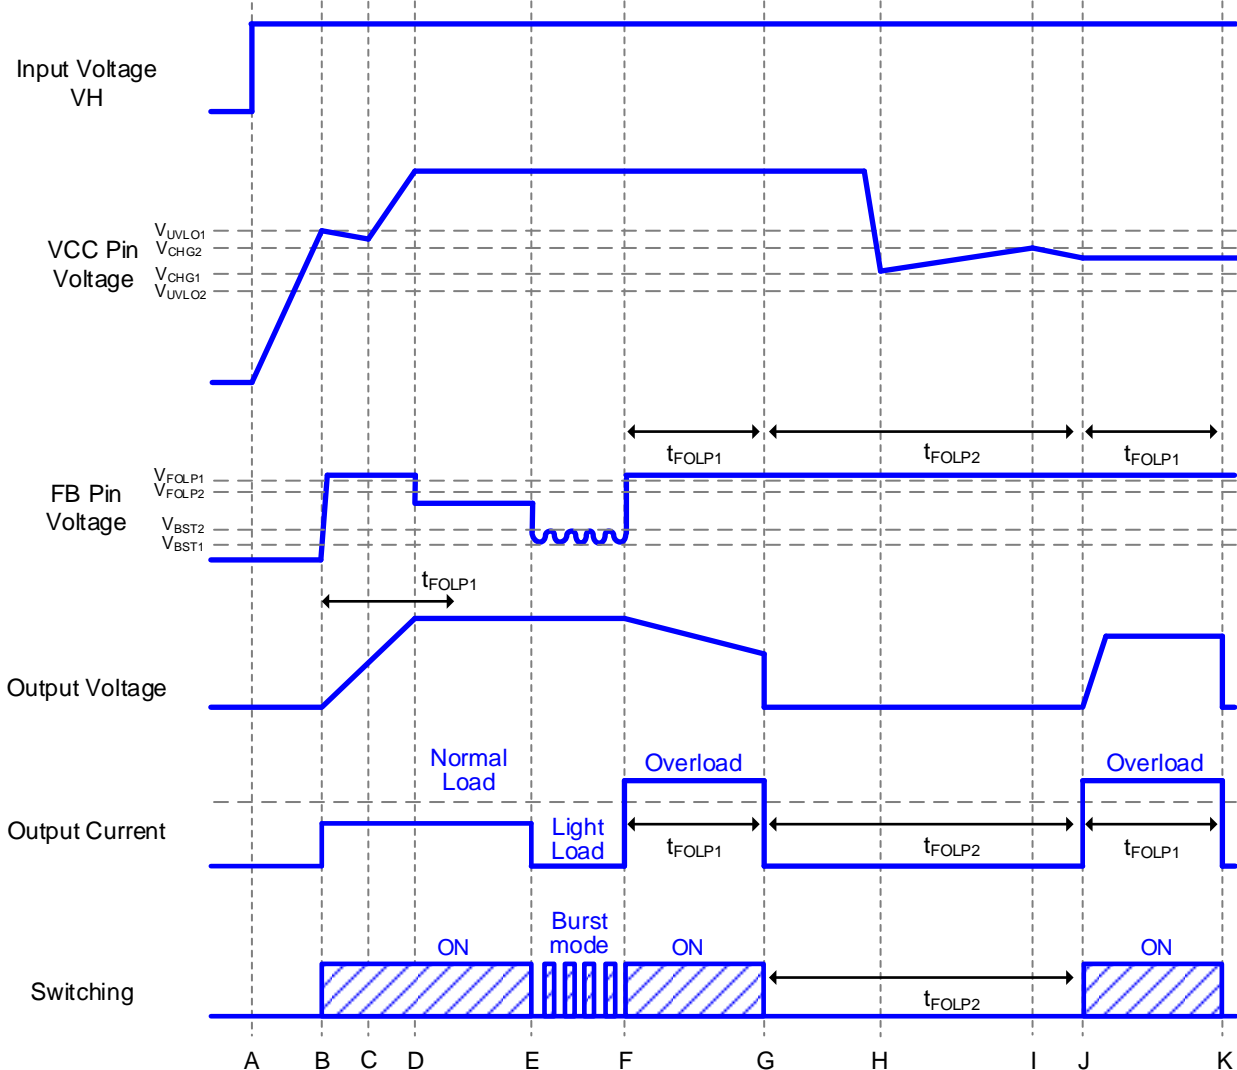 Input Voltage
VH
VCC Pin
Voltage
VUVLO1
VCHG2
VCHG1
VUVLO2
tFOLP1
tFOLP2
tFOLP1
FB Pin
Voltage
VFOLP1
VFOLP2
VBST2
VBST1
tFOLP1
Output Voltage
Normal
Load
Overload
Overload
Output Current
Light
Load
tFOLP1
tFOLP2
tFOLP1
Burst
mode
ON
ON
ON
Switching
tFOLP2
A B C D E F G H I J K